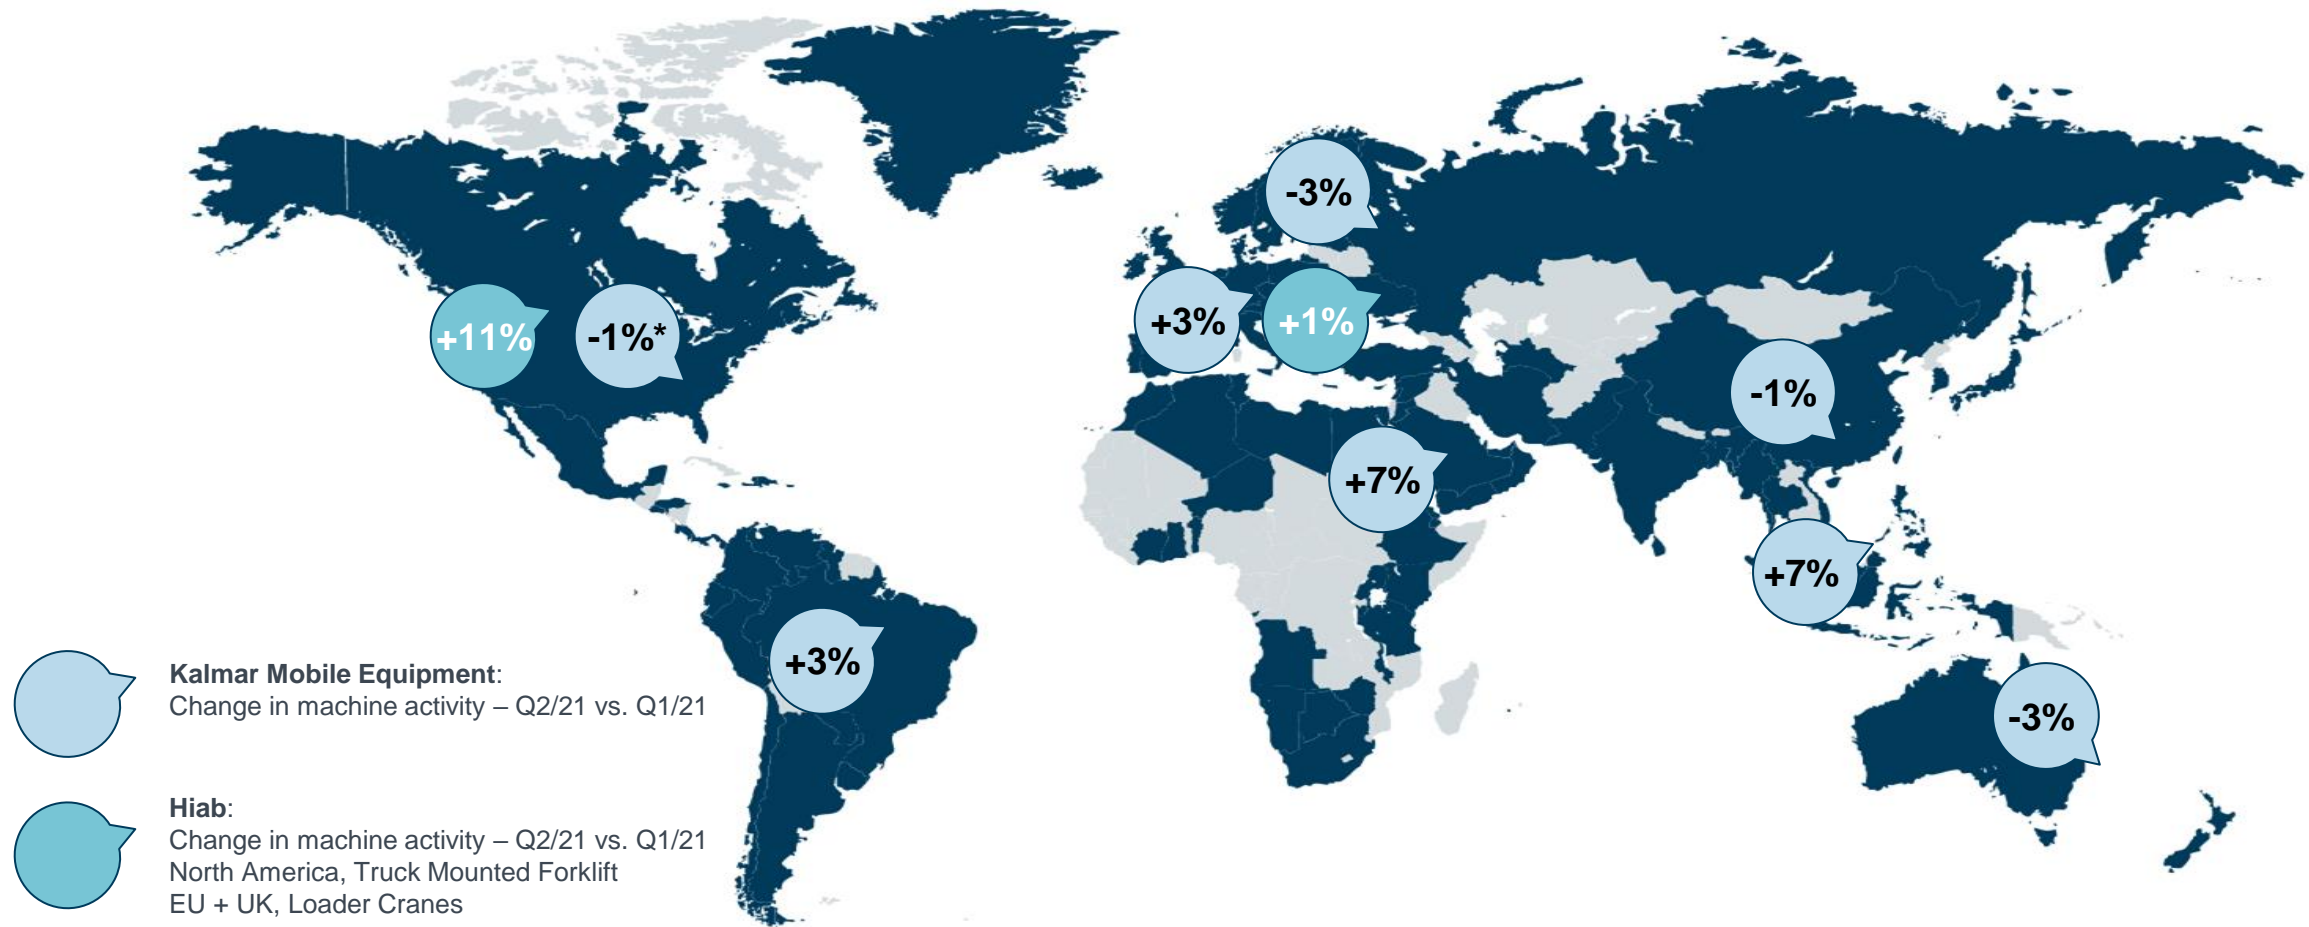 -3%
+3%
+1%
+11%
-1%*
-1%
+7%
+7%
+3%
-3%
Kalmar Mobile Equipment:
Change in machine activity – Q2/21 vs. Q1/21
Hiab:
Change in machine activity – Q2/21 vs. Q1/21
North America, Truck Mounted Forklift
EU + UK, Loader Cranes